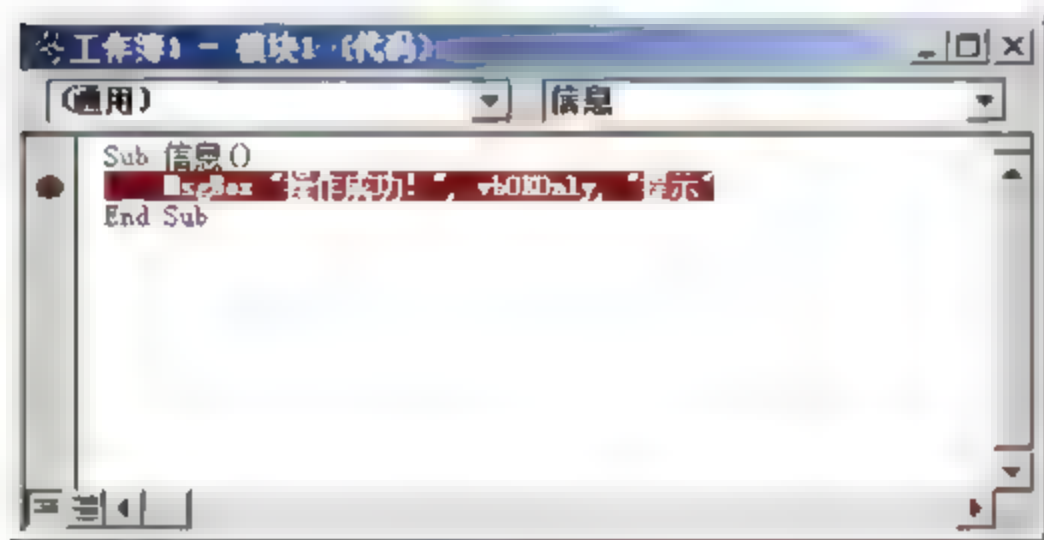 工作簿1 - 模块1 (代码)
(通用) 信息
Sub 信息()
MsgBox "操作成功!", vbOKOnly, "提示"
End Sub